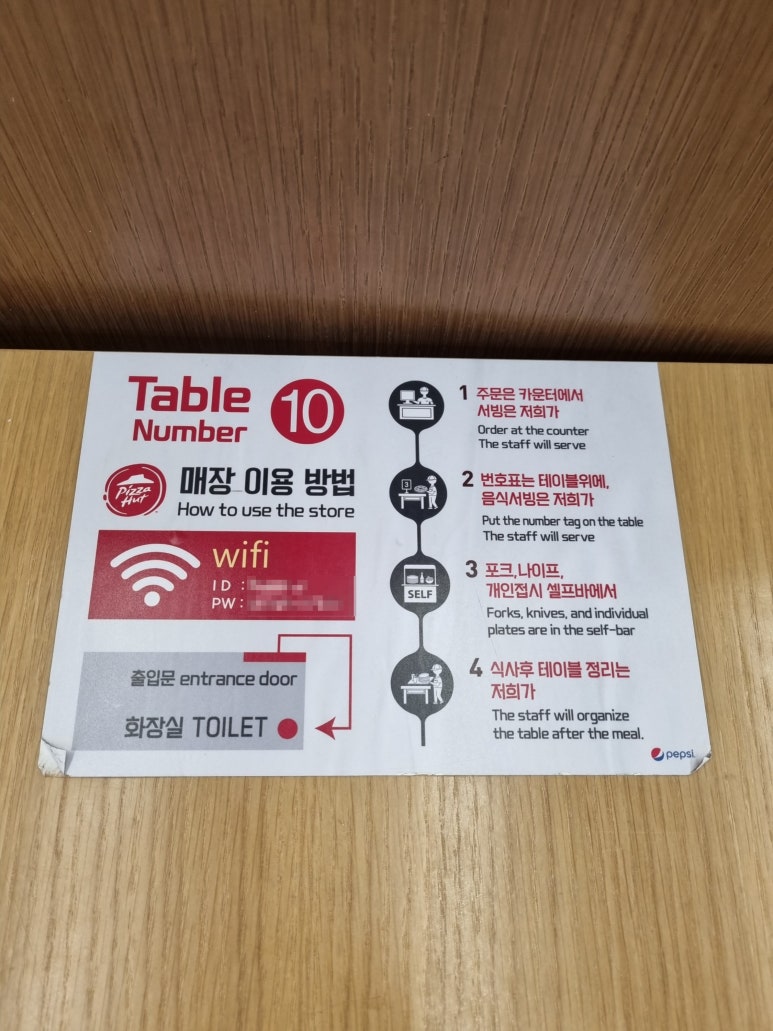 Table
Number
10
Pizza
Hut
매장 이용 방법
How to use the store
wifi
ID :
PW :
출입문 entrance door
화장실 TOILET
1 주문은 카운터에서
서빙은 저희가
Order at the counter
The staff will serve
3
2 번호표는 테이블위에,
음식서빙은 저희가
Put the number tag on the table
The staff will serve
SELF
3 포크,나이프,
개인접시 셀프바에서
Forks, knives, and individual
plates are in the self-bar
4 식사후 테이블 정리는
저희가
The staff will organize
the table after the meal.
pepsi